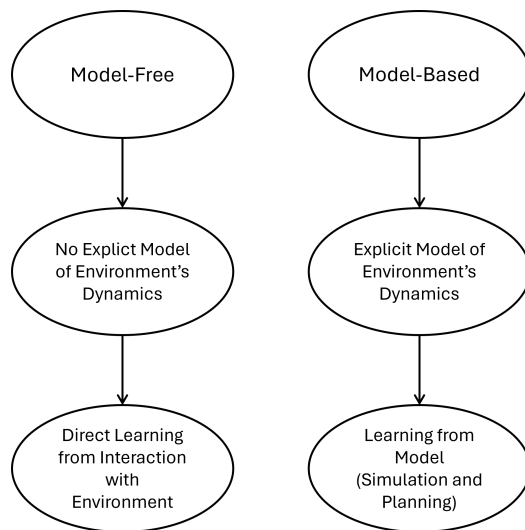 Model-Free
Model-Based
No Explict Model
of Environment's
Dynamics
Explicit Model of
Environment's
Dynamics
Direct Learning
from Interaction
with
Environment
Learning from
Model
(Simulation and
Planning)